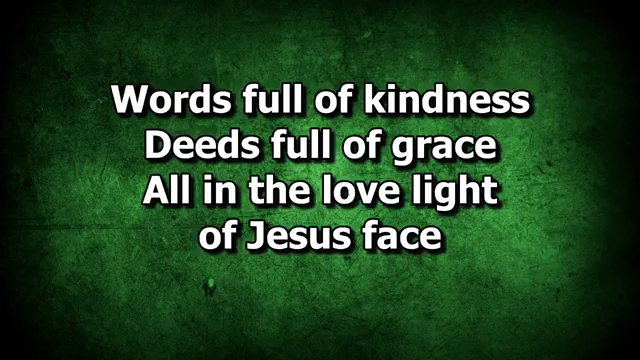 Words full of kindness
Deeds full of grace
All in the love light
of Jesus face